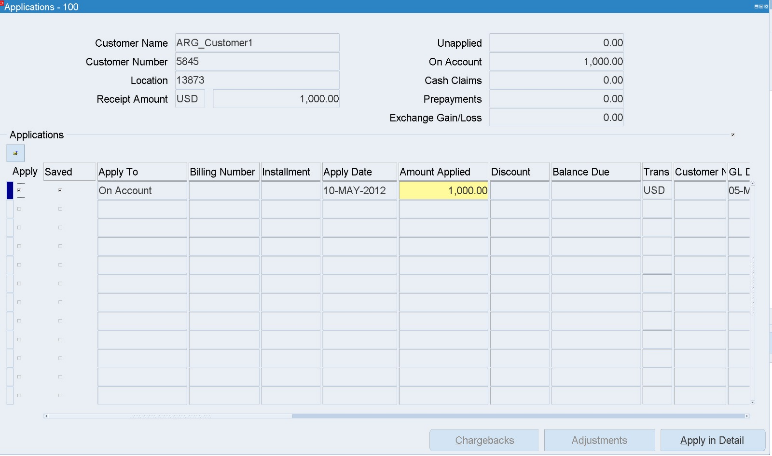 Applications - 100
Customer Name ARG_Customer1 Unapplied 0.00
Customer Number 5845 On Account 1,000.00
Location 13873 Cash Claims 0.00
Receipt Amount USD 1,000.00 Prepayments 0.00
Exchange Gain/Loss 0.00
Applications
Apply Saved Apply To Billing Number Installment Apply Date Amount Applied Discount Balance Due Trans Customer N GL D
On Account 10-MAY-2012 1,000.00 USD 05-M
Chargebacks Adjustments Apply in Detail